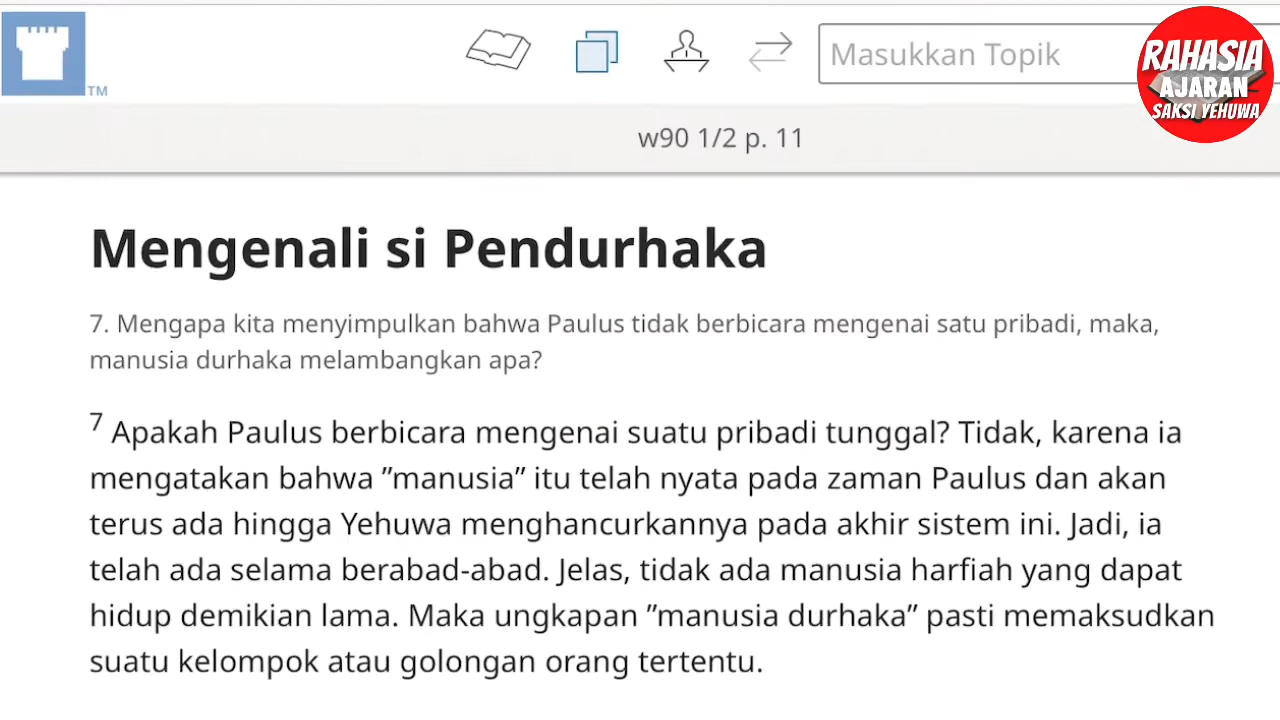 TM
Masukkan Topik
RAHASIA
AJARAN
SAKSI YEHUWA
w90 1/2 p. 11
Mengenali si Pendurhaka
7. Mengapa kita menyimpulkan bahwa Paulus tidak berbicara mengenai satu pribadi, maka,
manusia durhaka melambangkan apa?
7 Apakah Paulus berbicara mengenai suatu pribadi tunggal? Tidak, karena ia
mengatakan bahwa ”manusia” itu telah nyata pada zaman Paulus dan akan
terus ada hingga Yehuwa menghancurkannya pada akhir sistem ini. Jadi, ia
telah ada selama berabad-abad. Jelas, tidak ada manusia harfiah yang dapat
hidup demikian lama. Maka ungkapan ”manusia durhaka” pasti memaksudkan
suatu kelompok atau golongan orang tertentu.